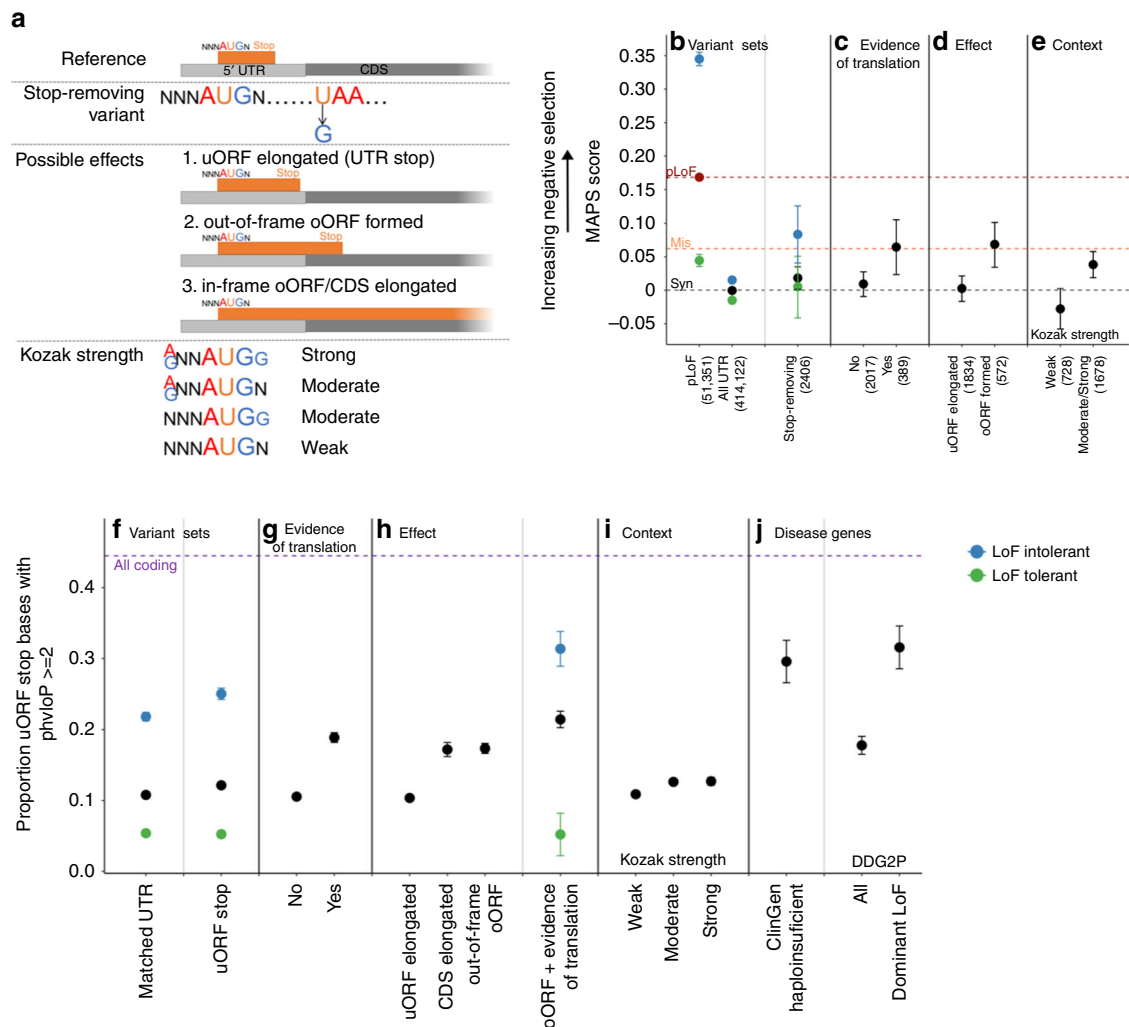 a
NNNAUGN Stop
Reference
5′ UTR
CDS
Stop-removing
variant
NNNAUGN......UAA...
G
Possible effects
1. uORF elongated (UTR stop)
NNNAUGN
Stop
2. out-of-frame oORF formed
NNNAUGN
Stop
3. in-frame oORF/CDS elongated
NNNAUGN
Kozak strength
A
G
NNAUGG
Strong
A
G
NNAUGN
Moderate
NNNAUGG
Moderate
NNNAUGN
Weak
b Variant sets
c Evidence
of translation
d Effect
e Context
Increasing negative selection
MAPS score
0.35
0.30
0.25
0.20
0.15
0.10
0.05
0
−0.05
pLoF
Mis
Syn
Kozak strength
pLoF
(51,351)
All UTR
(414,122)
Stop-removing
(2406)
No
(2017)
Yes
(389)
uORF elongated
(1834)
oORF formed
(572)
Weak
(728)
Moderate/Strong
(1678)
f Variant sets
g Evidence
of translation
h Effect
i Context
j Disease genes
All coding
LoF intolerant
LoF tolerant
Proportion uORF stop bases with
phyloP >=2
0.4
0.3
0.2
0.1
0.0
Kozak strength
DDG2P
Matched UTR
uORF stop
No
Yes
uORF elongated
CDS elongated
out-of-frame
oORF
oORF + evidence
of translation
Weak
Moderate
Strong
ClinGen
haploinsuficient
All
Dominant LoF